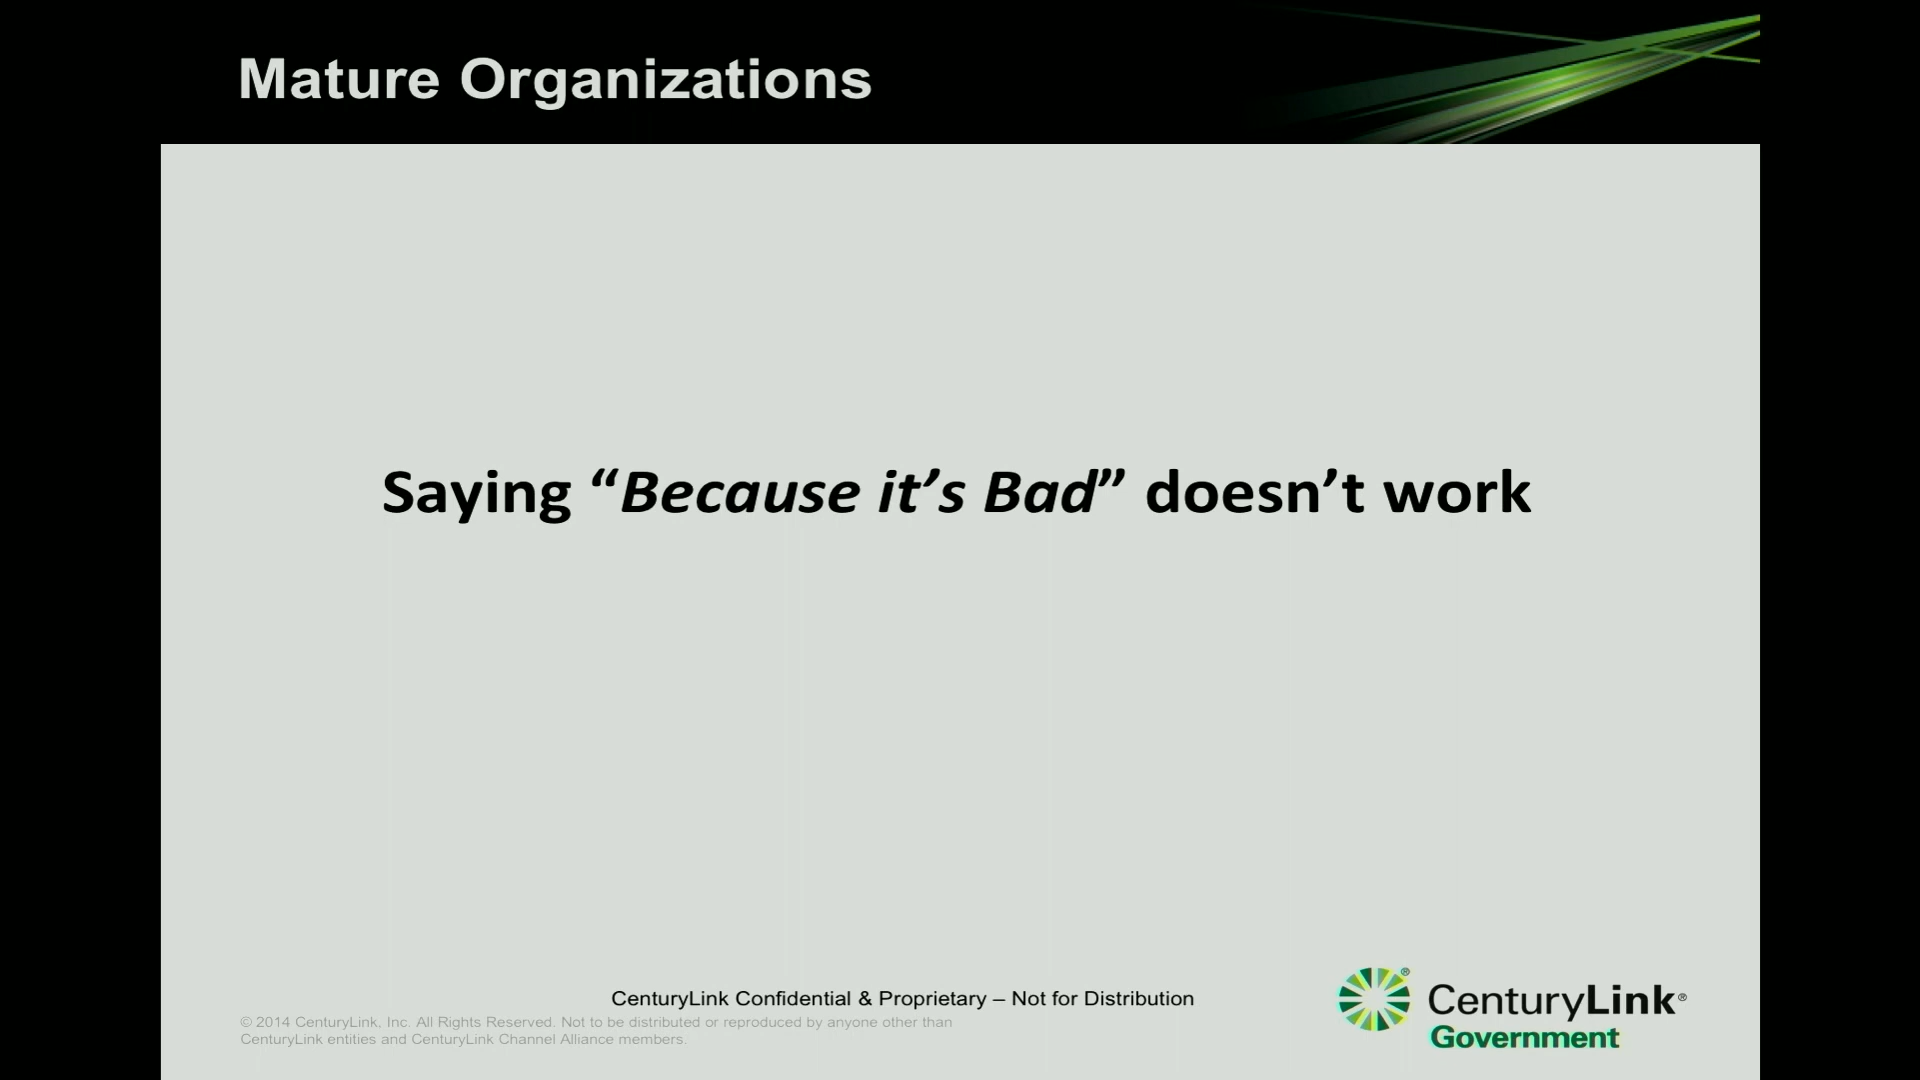 Mature Organizations
Saying “Because it’s Bad” doesn’t work
CenturyLink Confidential & Proprietary – Not for Distribution
© 2014 CenturyLink, Inc. All Rights Reserved. Not to be distributed or reproduced by anyone other than
CenturyLink entities and CenturyLink Channel Alliance members.
CenturyLink®
Government